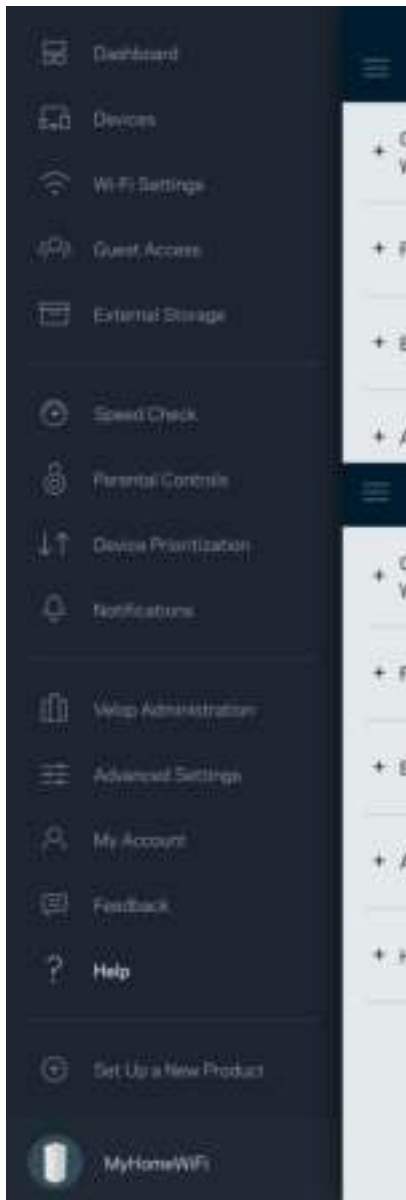 Dashboard
Devices
Wi-Fi Settings
Guest Access
External Storage
Speed Check
Parental Controls
Device Prioritization
Notifications
Velop Administration
Advanced Settings
My Account
Feedback
Help
Set Up a New Product
MyHomeWiFi